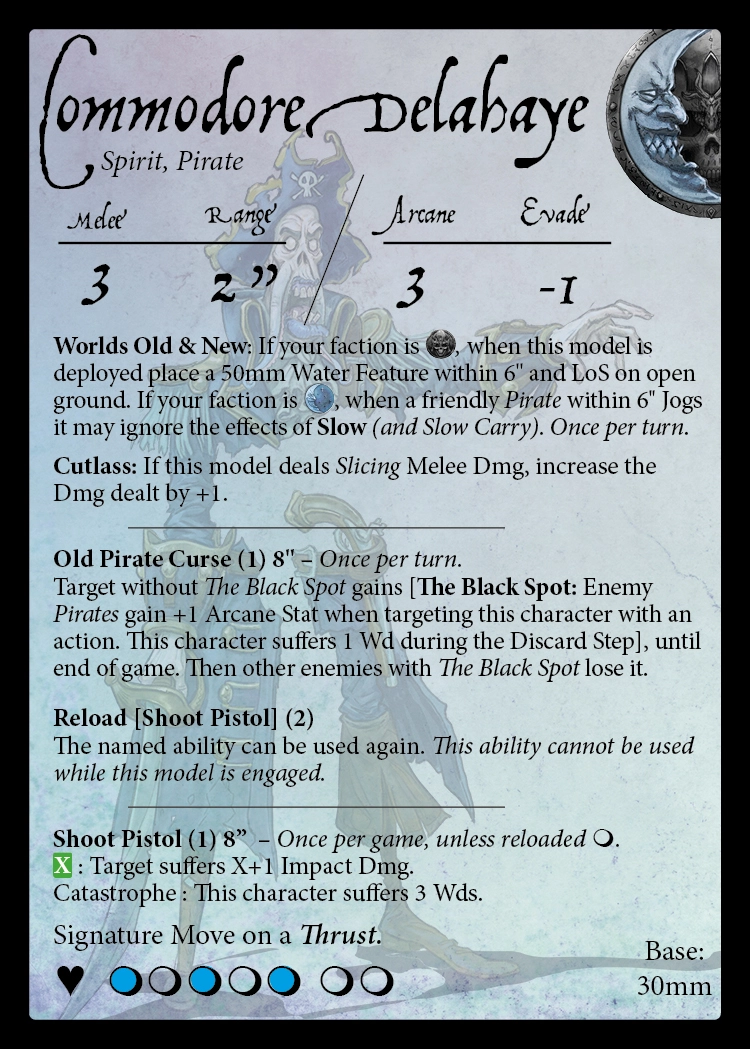 Commodore Delahaye
Spirit, Pirate
Melee Range Arcane Evade
3 2” 3 -1
Worlds Old & New: If your faction is , when this model is
deployed place a 50mm Water Feature within 6" and LoS on open
ground. If your faction is , when a friendly Pirate within 6" Jogs
it may ignore the effects of Slow (and Slow Carry). Once per turn.
Cutlass: If this model deals Slicing Melee Dmg, increase the
Dmg dealt by +1.
Old Pirate Curse (1) 8" – Once per turn.
Target without The Black Spot gains [The Black Spot: Enemy
Pirates gain +1 Arcane Stat when targeting this character with an
action. This character suffers 1 Wd during the Discard Step], until
end of game. Then other enemies with The Black Spot lose it.
Reload [Shoot Pistol] (2)
The named ability can be used again. This ability cannot be used
while this model is engaged.
Shoot Pistol (1) 8” – Once per game, unless reloaded .
X : Target suffers X+1 Impact Dmg.
Catastrophe : This character suffers 3 Wds.
Signature Move on a Thrust.
Base:
30mm